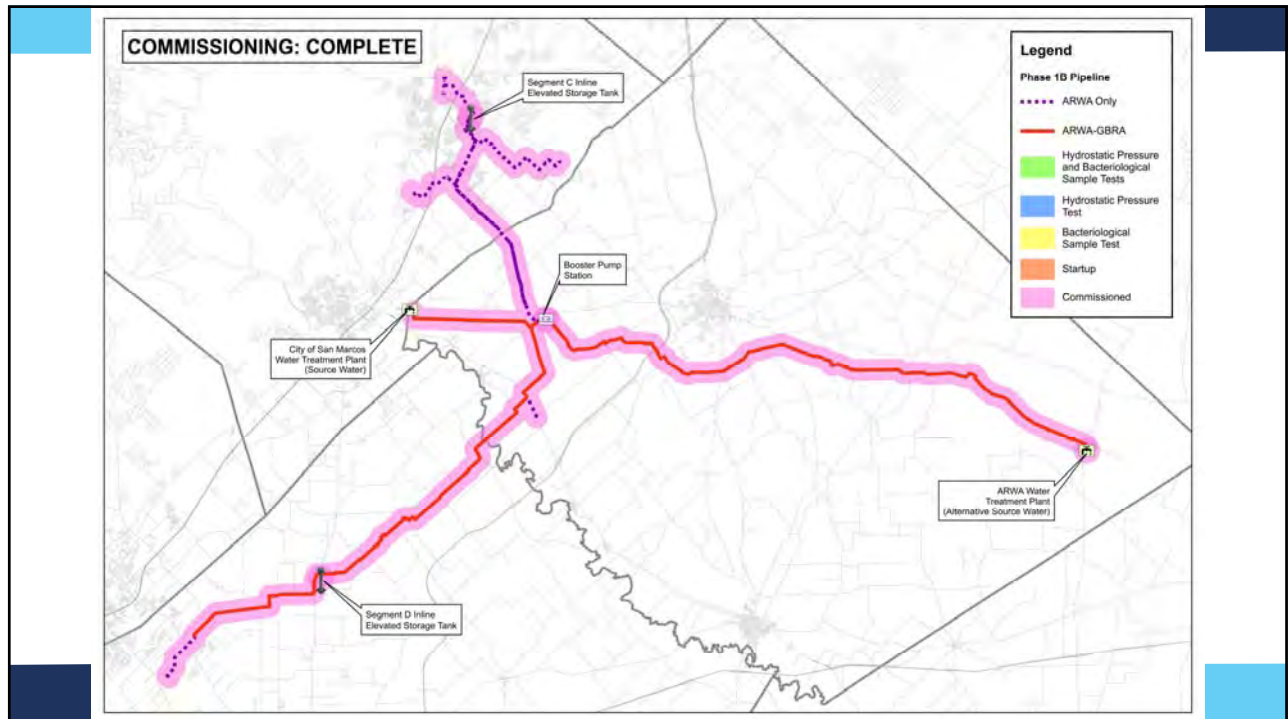 COMMISSIONING: COMPLETE
Segment C Inline
Elevated Storage Tank
Booster Pump
Station
City of San Marcos
Water Treatment Plant
(Source Water)
ARWA Water
Treatment Plant
(Alternative Source Water)
Segment D Inline
Elevated Storage Tank
Legend
Phase 1B Pipeline
ARWA Only
ARWA-GBRA
Hydrostatic Pressure
and Bacteriological
Sample Tests
Hydrostatic Pressure
Test
Bacteriological
Sample Test
Startup
Commissioned